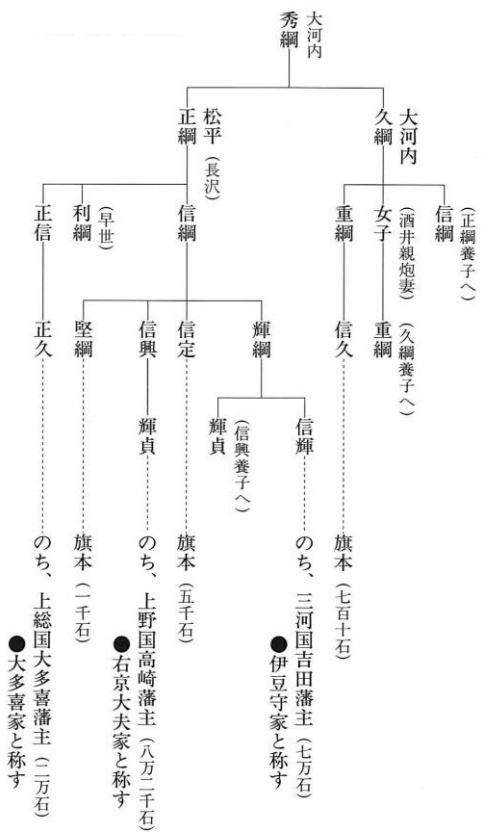 大河内
秀綱
大河内
久綱
松平(長沢)
正綱
信綱
(正綱養子へ)
女子
(酒井親炮妻)
重綱
信綱
利綱
(早世)
正信
重綱
(久綱養子へ)
信久
輝綱
信定
信興
堅綱
正久
信輝
輝貞
(信興養子へ)
輝貞
旗本(七百十石)
のち、三河国吉田藩主(七万石)
●伊豆守家と称す
旗本(五千石)
のち、上野国高崎藩主(八万二千石)
●右京大夫家と称す
旗本(一千石)
のち、上総国大多喜藩主(二万石)
●大多喜家と称す